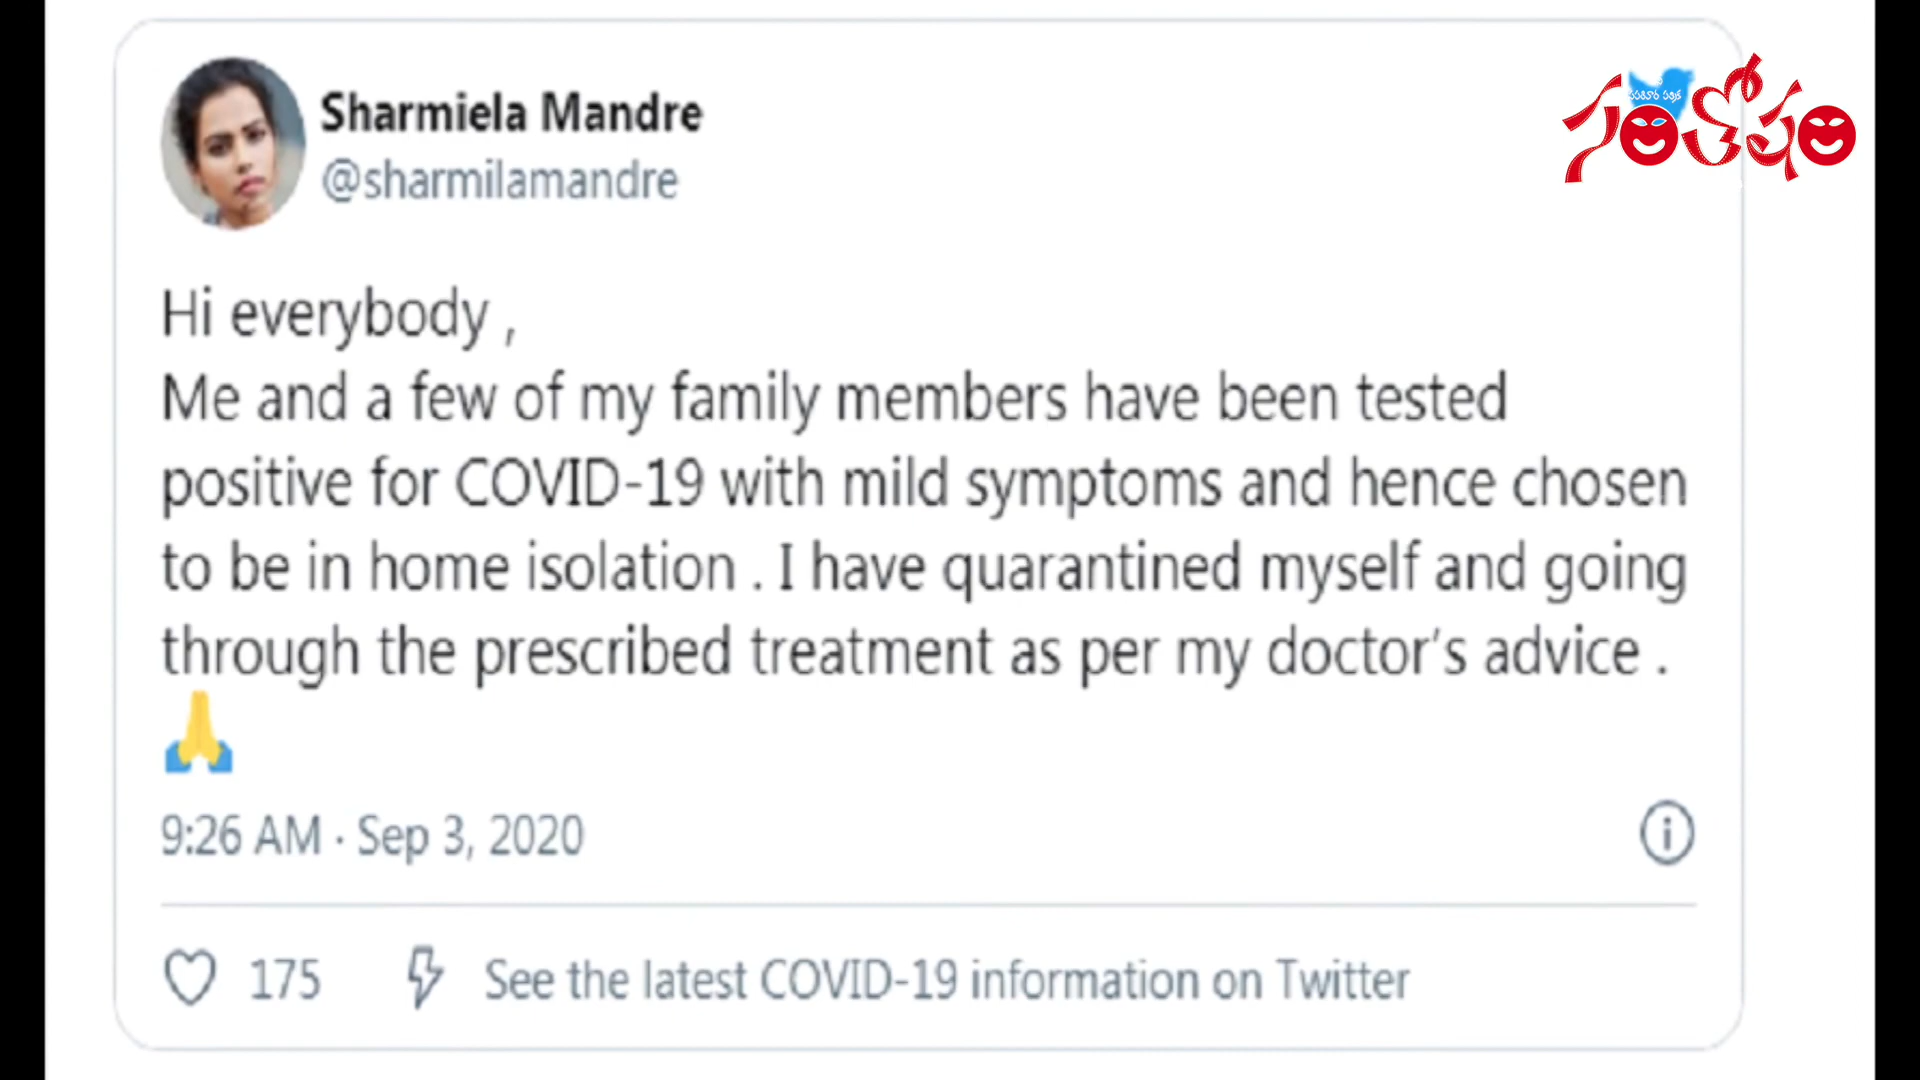 Sharmiela Mandre
@sharmilamandre
సంతోషం
Hi everybody ,
Me and a few of my family members have been tested
positive for COVID-19 with mild symptoms and hence chosen
to be in home isolation . I have quarantined myself and going
through the prescribed treatment as per my doctor's advice .
🙏
9:26 AM · Sep 3, 2020
175 See the latest COVID-19 information on Twitter